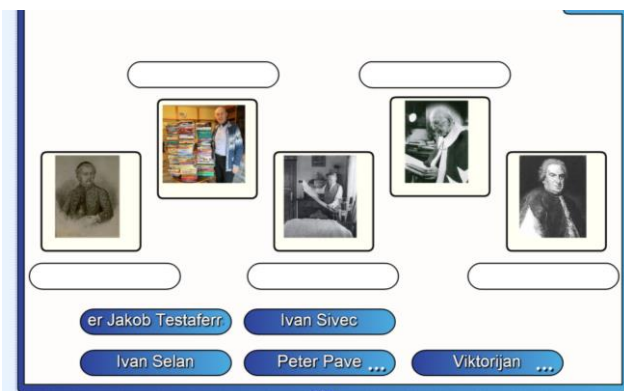 er Jakob Testaferr
Ivan Sivec
Ivan Selan
Peter Pave ...
Viktorijan ...